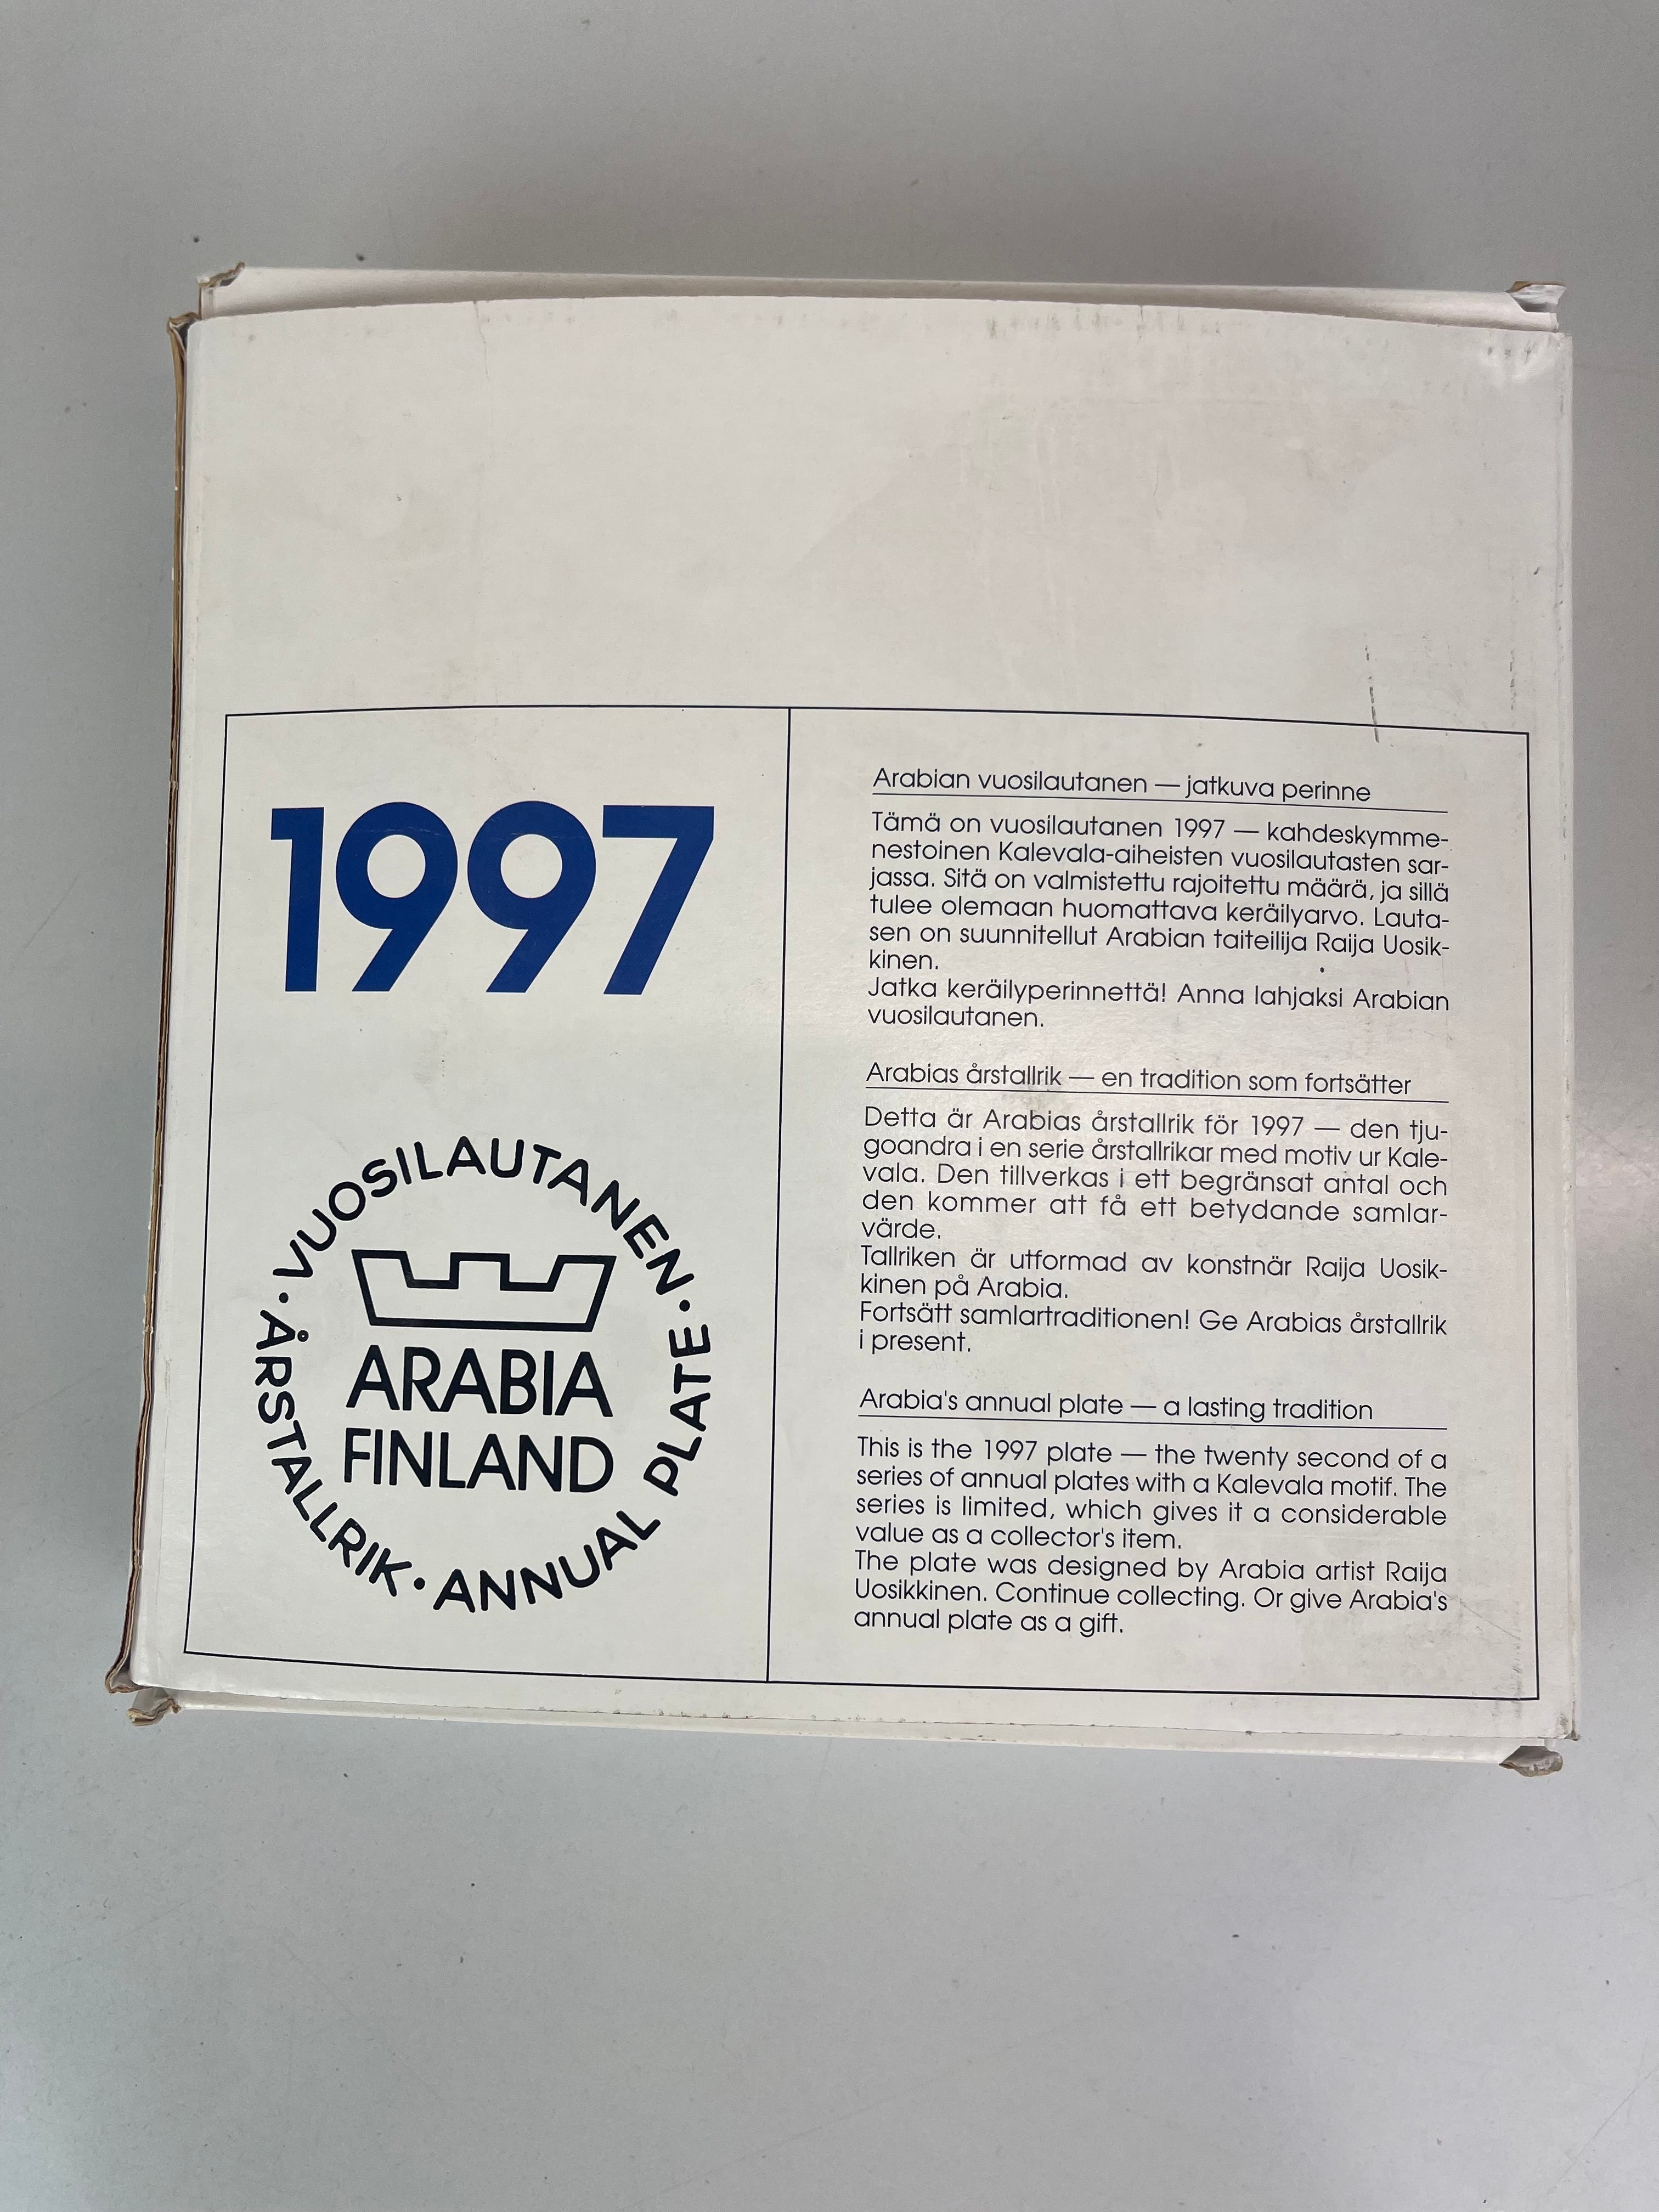 1997
VUOSILAUTANEN · ANNUAL PLATE · ÅRSTALLRIK ·
ARABIA
FINLAND
Arabian vuosilautanen — jatkuva perinne
Tämä on vuosilautanen 1997 — kahdeskymme-
nestoinen Kalevala-aiheisten vuosilautasten sar-
jassa. Sitä on valmistettu rajoitettu määrä, ja sillä
tulee olemaan huomattava keräilyarvo. Lauta-
sen on suunnitellut Arabian taiteilija Raija Uosik-
kinen.
Jatka keräilyperinnettä! Anna lahjaksi Arabian
vuosilautanen.
Arabias årstallrik — en tradition som fortsätter
Detta är Arabias årstallrik för 1997 — den tju-
goandra i en serie årstallrikar med motiv ur Kale-
vala. Den tillverkas i ett begränsat antal och
den kommer att få ett betydande samlar-
värde.
Tallriken är utformad av konstnär Raija Uosik-
kinen på Arabia.
Fortsätt samlartraditionen! Ge Arabias årstallrik
i present.
Arabia's annual plate — a lasting tradition
This is the 1997 plate — the twenty second of a
series of annual plates with a Kalevala motif. The
series is limited, which gives it a considerable
value as a collector's item.
The plate was designed by Arabia artist Raija
Uosikkinen. Continue collecting. Or give Arabia's
annual plate as a gift.